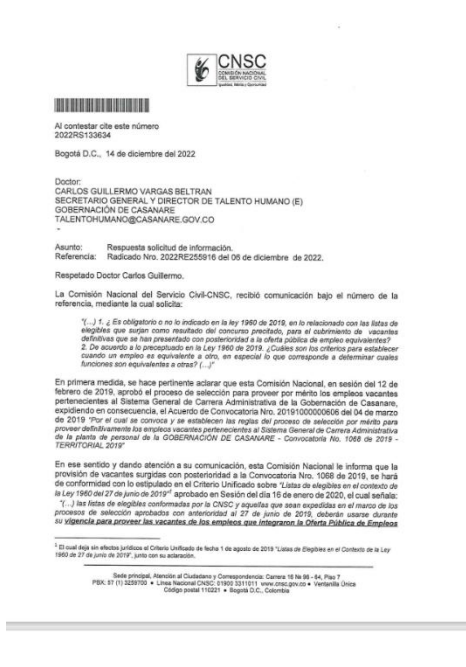 CNSC
COMISIÓN NACIONAL
DEL SERVICIO CIVIL
Igualdad, Mérito y Oportunidad
Al contestar cite este número
2022RS133634
Bogotá D.C., 14 de diciembre del 2022
Doctor:
CARLOS GUILLERMO VARGAS BELTRAN
SECRETARIO GENERAL Y DIRECTOR DE TALENTO HUMANO (E)
GOBERNACIÓN DE CASANARE
TALENTOHUMANO@CASANARE.GOV.CO
-
Asunto: Respuesta solicitud de información.
Referencia: Radicado Nro. 2022RE255916 del 06 de diciembre de 2022.
Respetado Doctor Carlos Guillermo.
La Comisión Nacional del Servicio Civil-CNSC, recibió comunicación bajo el número de la
referencia, mediante la cual solicita:
"(...) 1. ¿ Es obligatorio o no lo indicado en la ley 1960 de 2019, en lo relacionado con las listas de
elegibles que surjan como resultado del concurso precitado, para el cubrimiento de vacantes
definitivas que se han presentado con posterioridad a la oferta pública de empleo equivalentes?
2. De acuerdo a lo preceptuado en la Ley 1960 de 2019. ¿Cuáles son los criterios para establecer
cuando un empleo es equivalente a otro, en especial lo que corresponde a determinar cuales
funciones son equivalentes a otras? (...)"
En primera medida, se hace pertinente aclarar que esta Comisión Nacional, en sesión del 12 de
febrero de 2019, aprobó el proceso de selección para proveer por mérito los empleos vacantes
pertenecientes al Sistema General de Carrera Administrativa de la Gobernación de Casanare,
expidiendo en consecuencia, el Acuerdo de Convocatoria Nro. 20191000000606 del 04 de marzo
de 2019 "Por el cual se convoca y se establecen las reglas del proceso de selección por mérito para
proveer definitivamente los empleos vacantes pertenecientes al Sistema General de Carrera Administrativa
de la planta de personal de la GOBERNACIÓN DE CASANARE - Convocatoria No. 1068 de 2019 -
TERRITORIAL 2019"
En ese sentido y dando atención a su comunicación, esta Comisión Nacional le informa que la
provisión de vacantes surgidas con posterioridad a la Convocatoria Nro. 1068 de 2019, se hará
de conformidad con lo estipulado en el Criterio Unificado sobre "Listas de elegibles en el contexto de
la Ley 1960 del 27 de junio de 2019"¹ aprobado en Sesión del día 16 de enero de 2020, el cual señala:
"(...) las listas de elegibles conformadas por la CNSC y aquellas que sean expedidas en el marco de los
procesos de selección aprobados con anterioridad al 27 de junio de 2019, deberán usarse durante
su vigencia para proveer las vacantes de los empleos que integraron la Oferta Pública de Empleos
¹ El cual deja sin efectos jurídicos el Criterio Unificado de fecha 1 de agosto de 2019 "Listas de Elegibles en el Contexto de la Ley
1960 de 27 de junio de 2019", junto con su aclaración.
Sede principal, Atención al Ciudadano y Correspondencia: Carrera 16 No 96 - 64, Piso 7
PBX: 57 (1) 3259700 • Línea Nacional CNSC: 01900 3311011 www.cnsc.gov.co • Ventanilla Única
Código postal 110221 • Bogotá D.C., Colombia